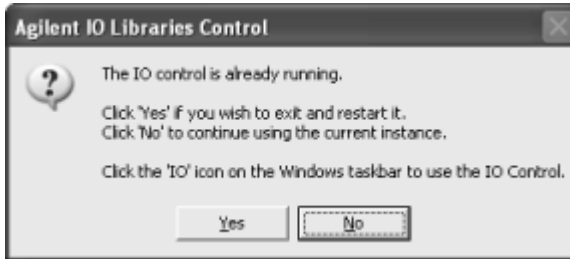 Agilent IO Libraries Control
The IO control is already running.
Click 'Yes' if you wish to exit and restart it.
Click 'No' to continue using the current instance.
Click the 'IO' icon on the Windows taskbar to use the IO Control.
Yes
No